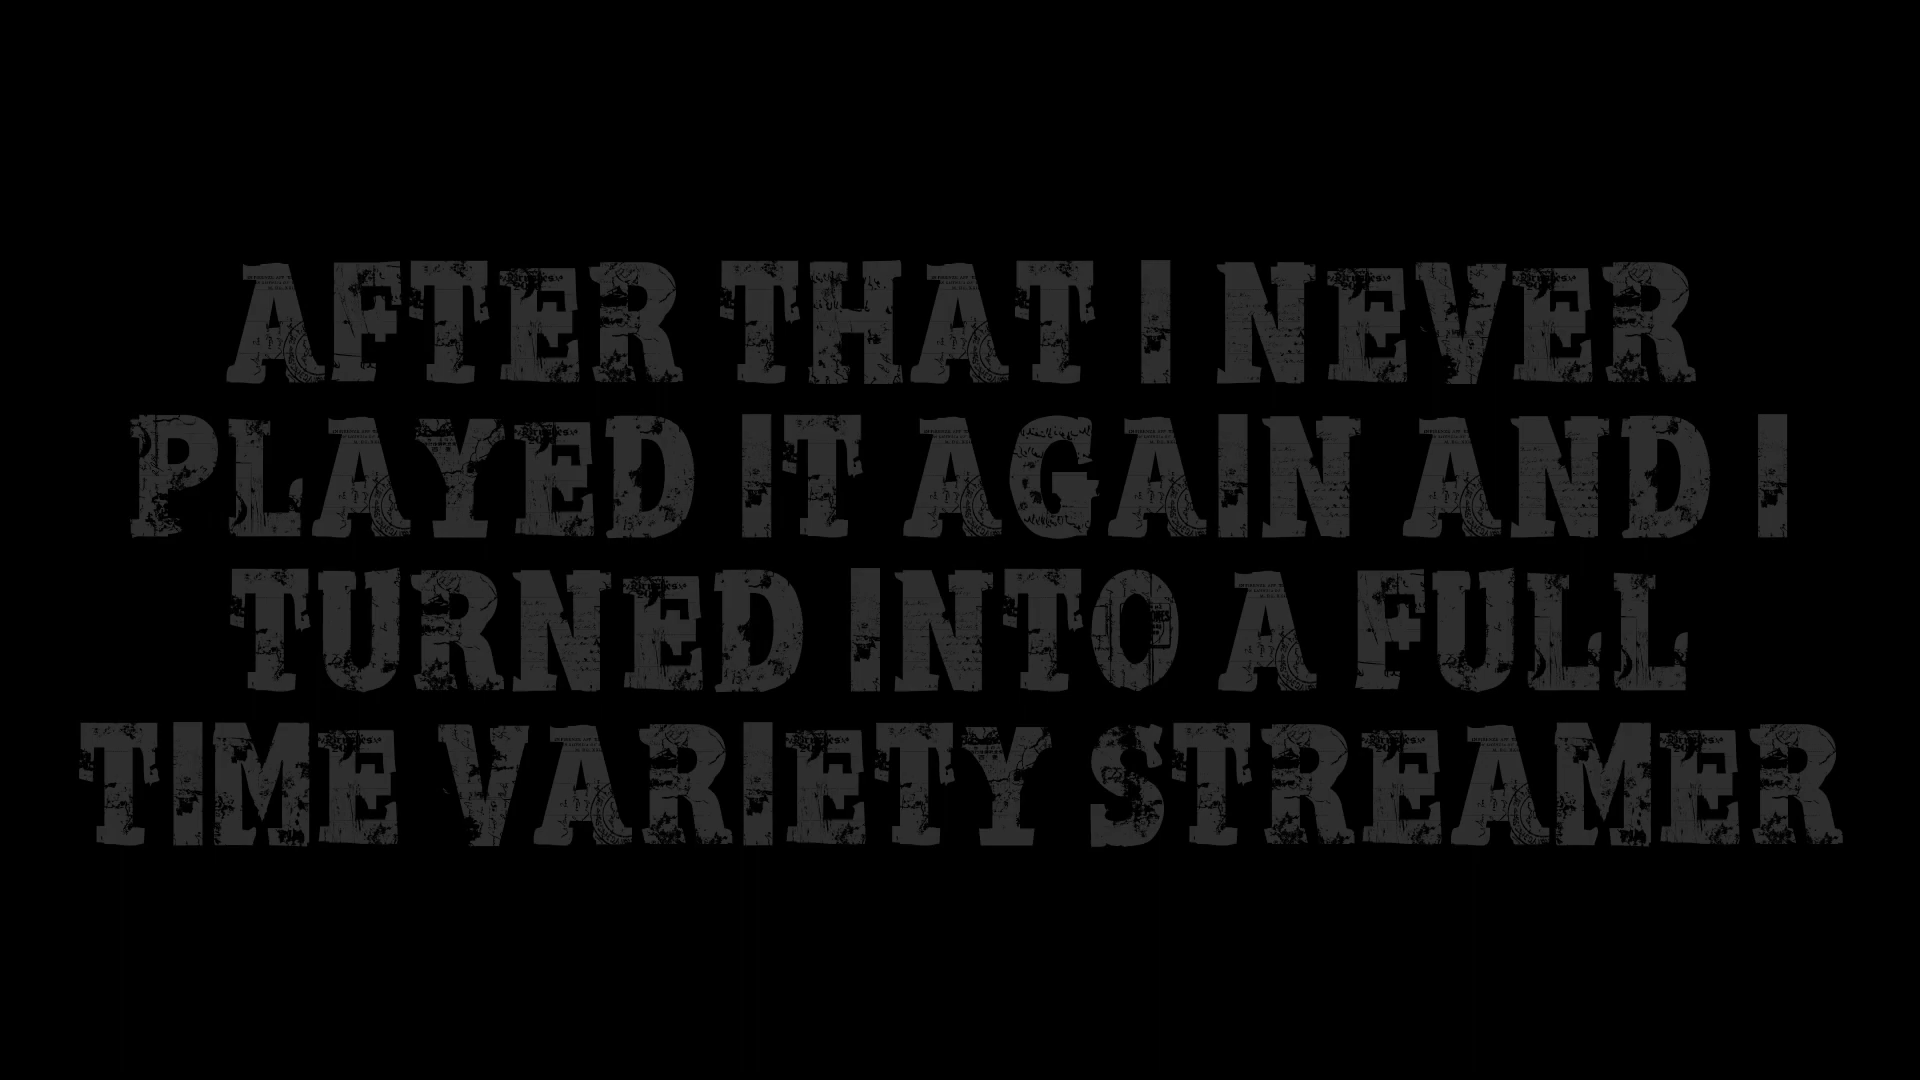 AFTER THAT I NEVER
PLAYED IT AGAIN AND I
TURNED INTO A FULL
TIME VARIETY STREAMER